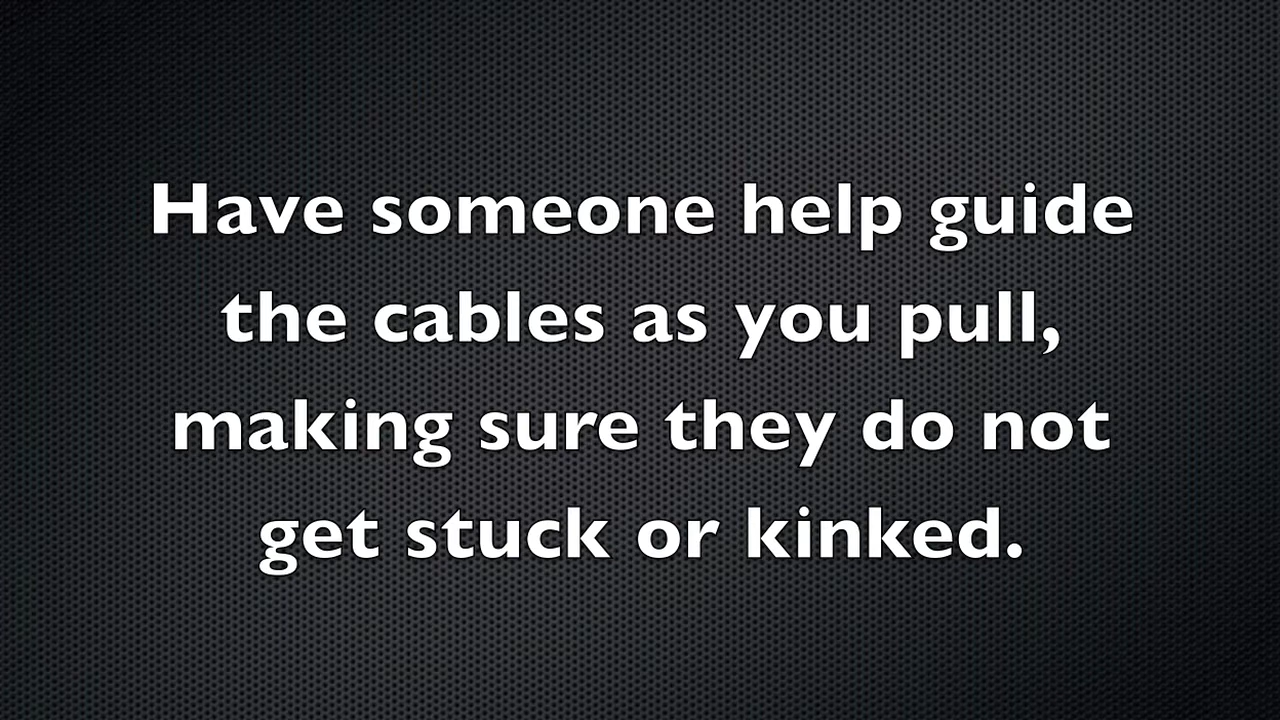 Have someone help guide
the cables as you pull,
making sure they do not
get stuck or kinked.